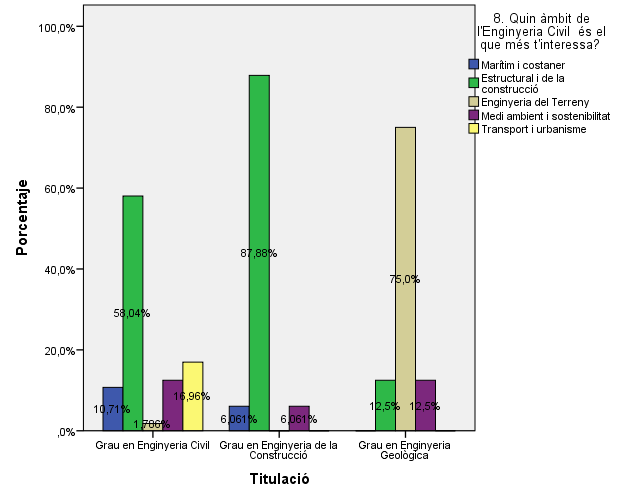 8. Quin àmbit de
l'Enginyeria Civil és el
que més t'interessa?
Marítim i costaner
Estructural i de la
construcció
Enginyeria del Terreny
Medi ambient i sostenibilitat
Transport i urbanisme
Porcentaje
100,0%
80,0%
60,0%
40,0%
20,0%
,0%
10,71%
58,04%
1,786%
16,96%
6,061%
87,88%
6,061%
12,5%
75,0%
12,5%
Grau en Enginyeria Civil
Grau en Enginyeria de la
Construcció
Grau en Enginyeria
Geològica
Titulació